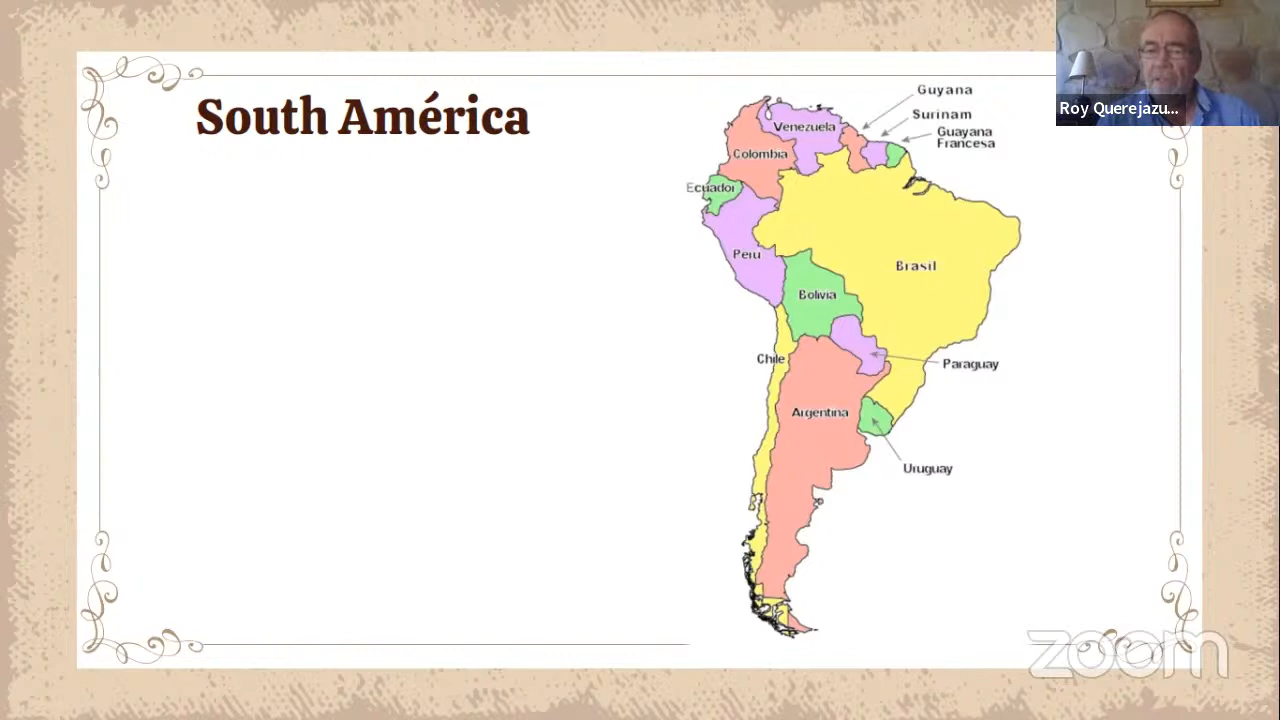 South América
Roy Querejazu...
Guyana
Surinam
Guayana
Francesa
Venezuela
Colombia
Ecuador
Peru
Brasil
Bolivia
Chile
Paraguay
Argentina
Uruguay
zoom